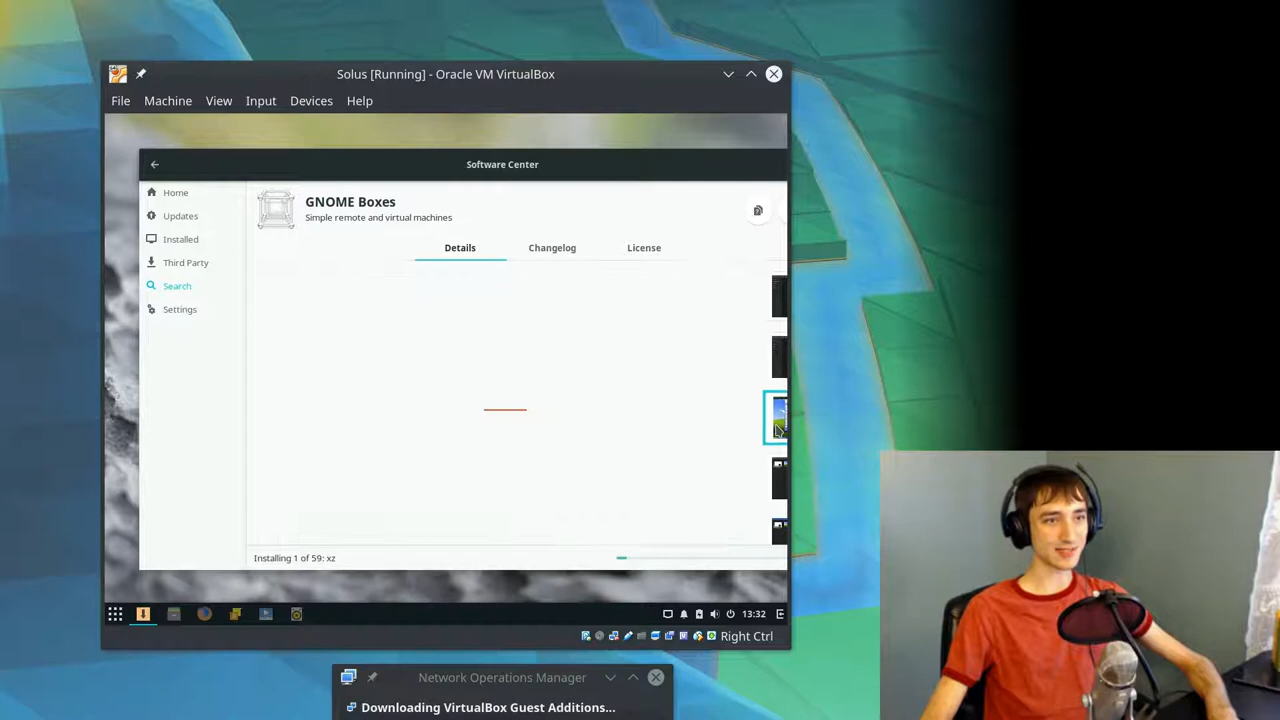 Solus [Running] - Oracle VM VirtualBox
File Machine View Input Devices Help
Software Center
Home
Updates
Installed
Third Party
Search
Settings
GNOME Boxes
Simple remote and virtual machines
Details Changelog License
Installing 1 of 59: xz
13:32
Right Ctrl
Network Operations Manager
Downloading VirtualBox Guest Additions...